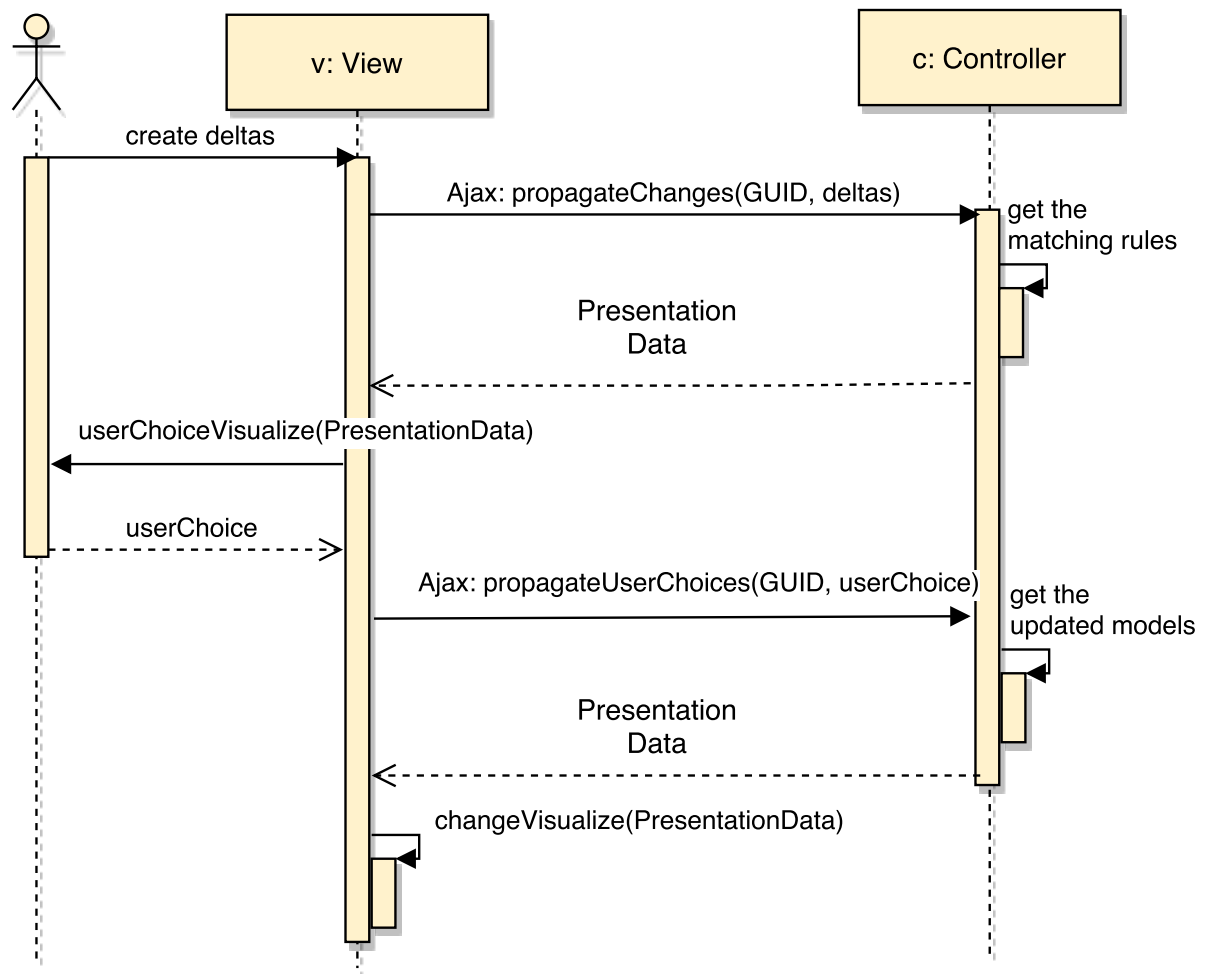 v: View
c: Controller
create deltas
Ajax: propagateChanges(GUID, deltas)
get the
matching rules
Presentation
Data
userChoiceVisualize(PresentationData)
userChoice
Ajax: propagateUserChoices(GUID, userChoice)
get the
updated models
Presentation
Data
changeVisualize(PresentationData)